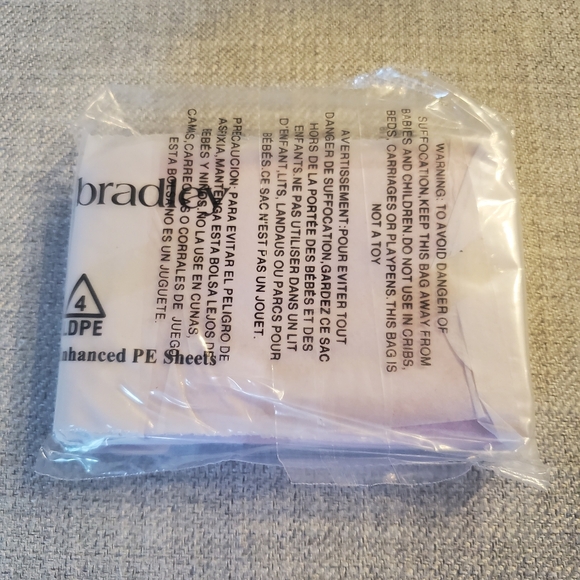 bradley
4
LDPE
Enhanced PE Sheets
PRECAUCION:PARA EVITAR EL PELIGRO DE
ASFIXIA,MANTENGA ESTA BOLSA LEJOS DE
BEBÉS Y NIÑOS.NO LA USE EN CUNAS,
CAMAS,CARREOLAS O CORRALES DE JUEGO
ESTA BOLSA NO ES UN JUGUETE.
AVERTISSEMENT:POUR EVITER TOUT
DANGER DE SUFFOCATION,GARDEZ CE SAC
HORS DE LA PORTÉE DES BÉBES ET DES
ENFANTS.NE PAS UTILISER DANS UN LIT
D'ENFANT,LITS, LANDAUS OU PARCS POUR
BÉBÉS.CE SAC N'EST PAS UN JOUET.
WARNING: TO AVOID DANGER OF
SUFFOCATION,KEEP THIS BAG AWAY FROM
BABIES AND CHILDREN. DO NOT USE IN CRIBS,
BEDS, CARRIAGES OR PLAYPENS. THIS BAG IS
NOT A TOY